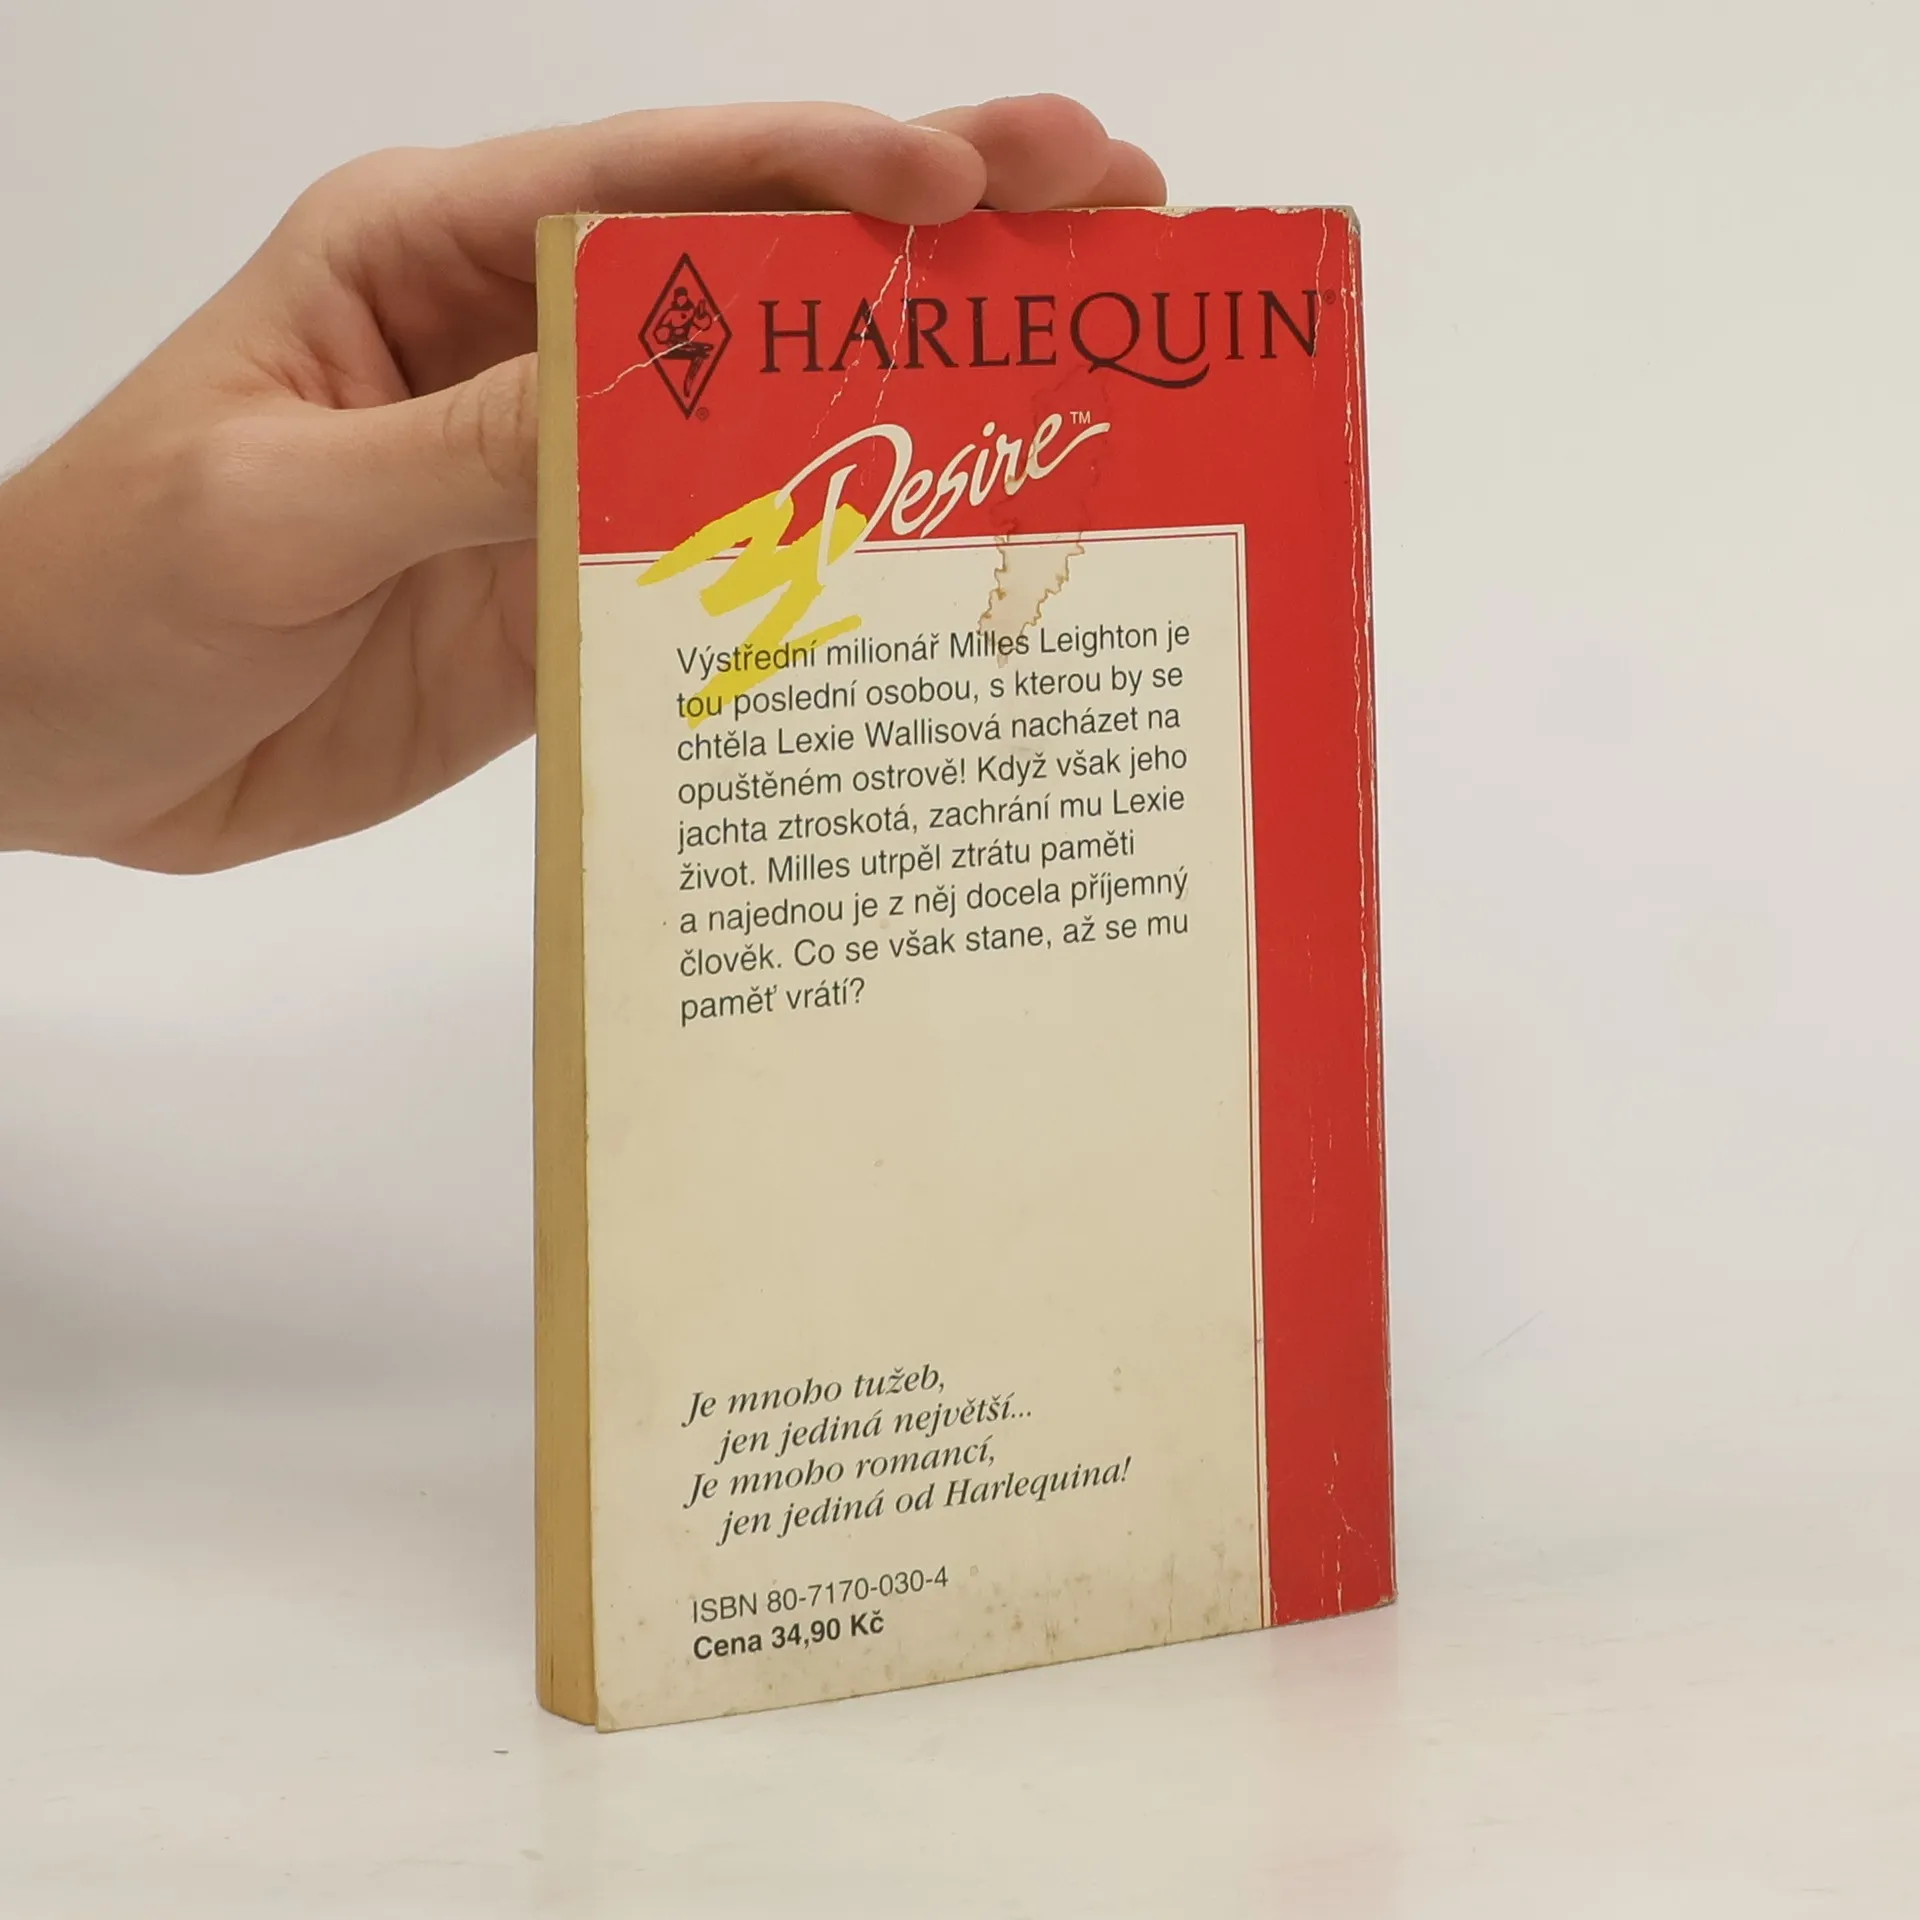 HARLEQUIN®
®
Desire™
Výstřední milionář Milles Leighton je
tou poslední osobou, s kterou by se
chtěla Lexie Wallisová nacházet na
opuštěném ostrově! Když však jeho
jachta ztroskotá, zachrání mu Lexie
život. Milles utrpěl ztrátu paměti
a najednou je z něj docela příjemný
člověk. Co se však stane, až se mu
paměť vrátí?
Je mnoho tužeb,
jen jediná největší...
Je mnoho romancí,
jen jediná od Harlequina!
ISBN 80-7170-030-4
Cena 34,90 Kč